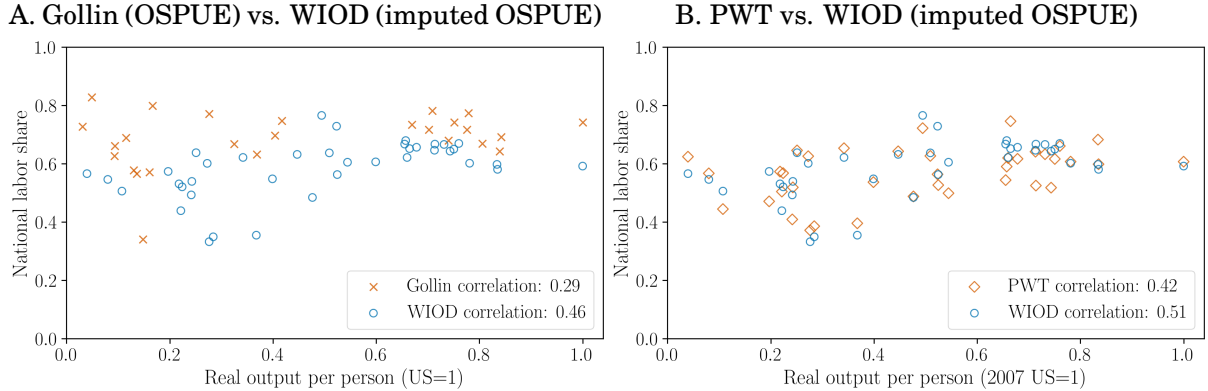 A. Gollin (OSPUE) vs. WIOD (imputed OSPUE)
National labor share
1.0
0.8
0.6
0.4
0.2
0.0
Gollin correlation: 0.29
WIOD correlation: 0.46
0.0 0.2 0.4 0.6 0.8 1.0
Real output per person (US=1)
B. PWT vs. WIOD (imputed OSPUE)
National labor share
1.0
0.8
0.6
0.4
0.2
0.0
PWT correlation: 0.42
WIOD correlation: 0.51
0.0 0.2 0.4 0.6 0.8 1.0
Real output per person (2007 US=1)